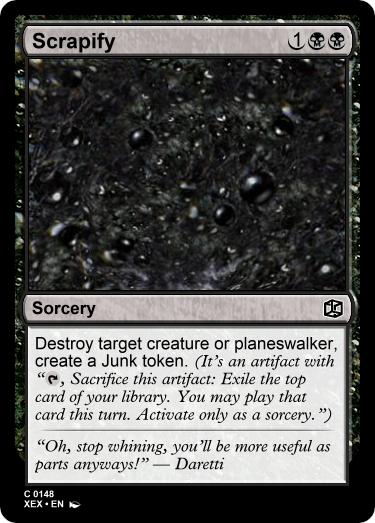 Scrapify 1
Sorcery
Destroy target creature or planeswalker,
create a Junk token. (It's an artifact with
“, Sacrifice this artifact: Exile the top
card of your library. You may play that
card this turn. Activate only as a sorcery.”)
“Oh, stop whining, you'll be more useful as
parts anyways!” — Daretti
C 0148
XEX • EN